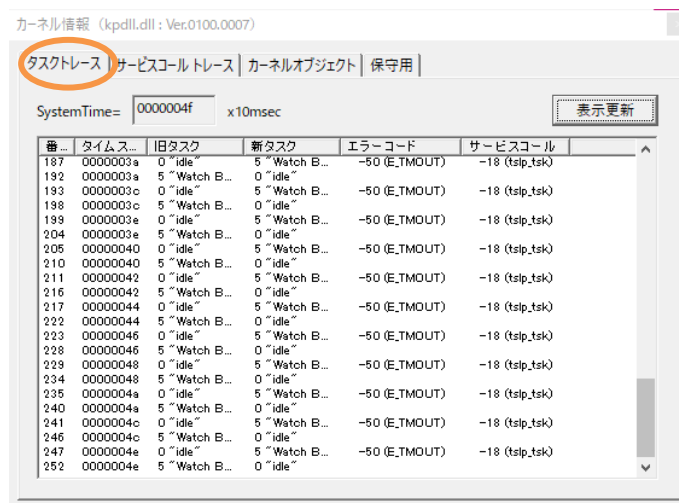 カーネル情報（kpdll.dll : Ver.0100.0007）
タスクトレース サービスコールトレース カーネルオブジェクト 保守用
SystemTime= 0000004f x10msec 表示更新
番... タイムス... 旧タスク 新タスク エラーコード サービスコール
187 0000003a 0 "idle" 5 "Watch B... -50 (E_TMOUT) -18 (tslp_tsk)
192 0000003a 5 "Watch B... 0 "idle"
193 0000003c 0 "idle" 5 "Watch B... -50 (E_TMOUT) -18 (tslp_tsk)
198 0000003c 5 "Watch B... 0 "idle"
199 0000003e 0 "idle" 5 "Watch B... -50 (E_TMOUT) -18 (tslp_tsk)
204 0000003e 5 "Watch B... 0 "idle"
205 00000040 0 "idle" 5 "Watch B... -50 (E_TMOUT) -18 (tslp_tsk)
210 00000040 5 "Watch B... 0 "idle"
211 00000042 0 "idle" 5 "Watch B... -50 (E_TMOUT) -18 (tslp_tsk)
216 00000042 5 "Watch B... 0 "idle"
217 00000044 0 "idle" 5 "Watch B... -50 (E_TMOUT) -18 (tslp_tsk)
222 00000044 5 "Watch B... 0 "idle"
223 00000046 0 "idle" 5 "Watch B... -50 (E_TMOUT) -18 (tslp_tsk)
228 00000046 5 "Watch B... 0 "idle"
229 00000048 0 "idle" 5 "Watch B... -50 (E_TMOUT) -18 (tslp_tsk)
234 00000048 5 "Watch B... 0 "idle"
235 0000004a 0 "idle" 5 "Watch B... -50 (E_TMOUT) -18 (tslp_tsk)
240 0000004a 5 "Watch B... 0 "idle"
241 0000004c 0 "idle" 5 "Watch B... -50 (E_TMOUT) -18 (tslp_tsk)
246 0000004c 5 "Watch B... 0 "idle"
247 0000004e 0 "idle" 5 "Watch B... -50 (E_TMOUT) -18 (tslp_tsk)
252 0000004e 5 "Watch B... 0 "idle"